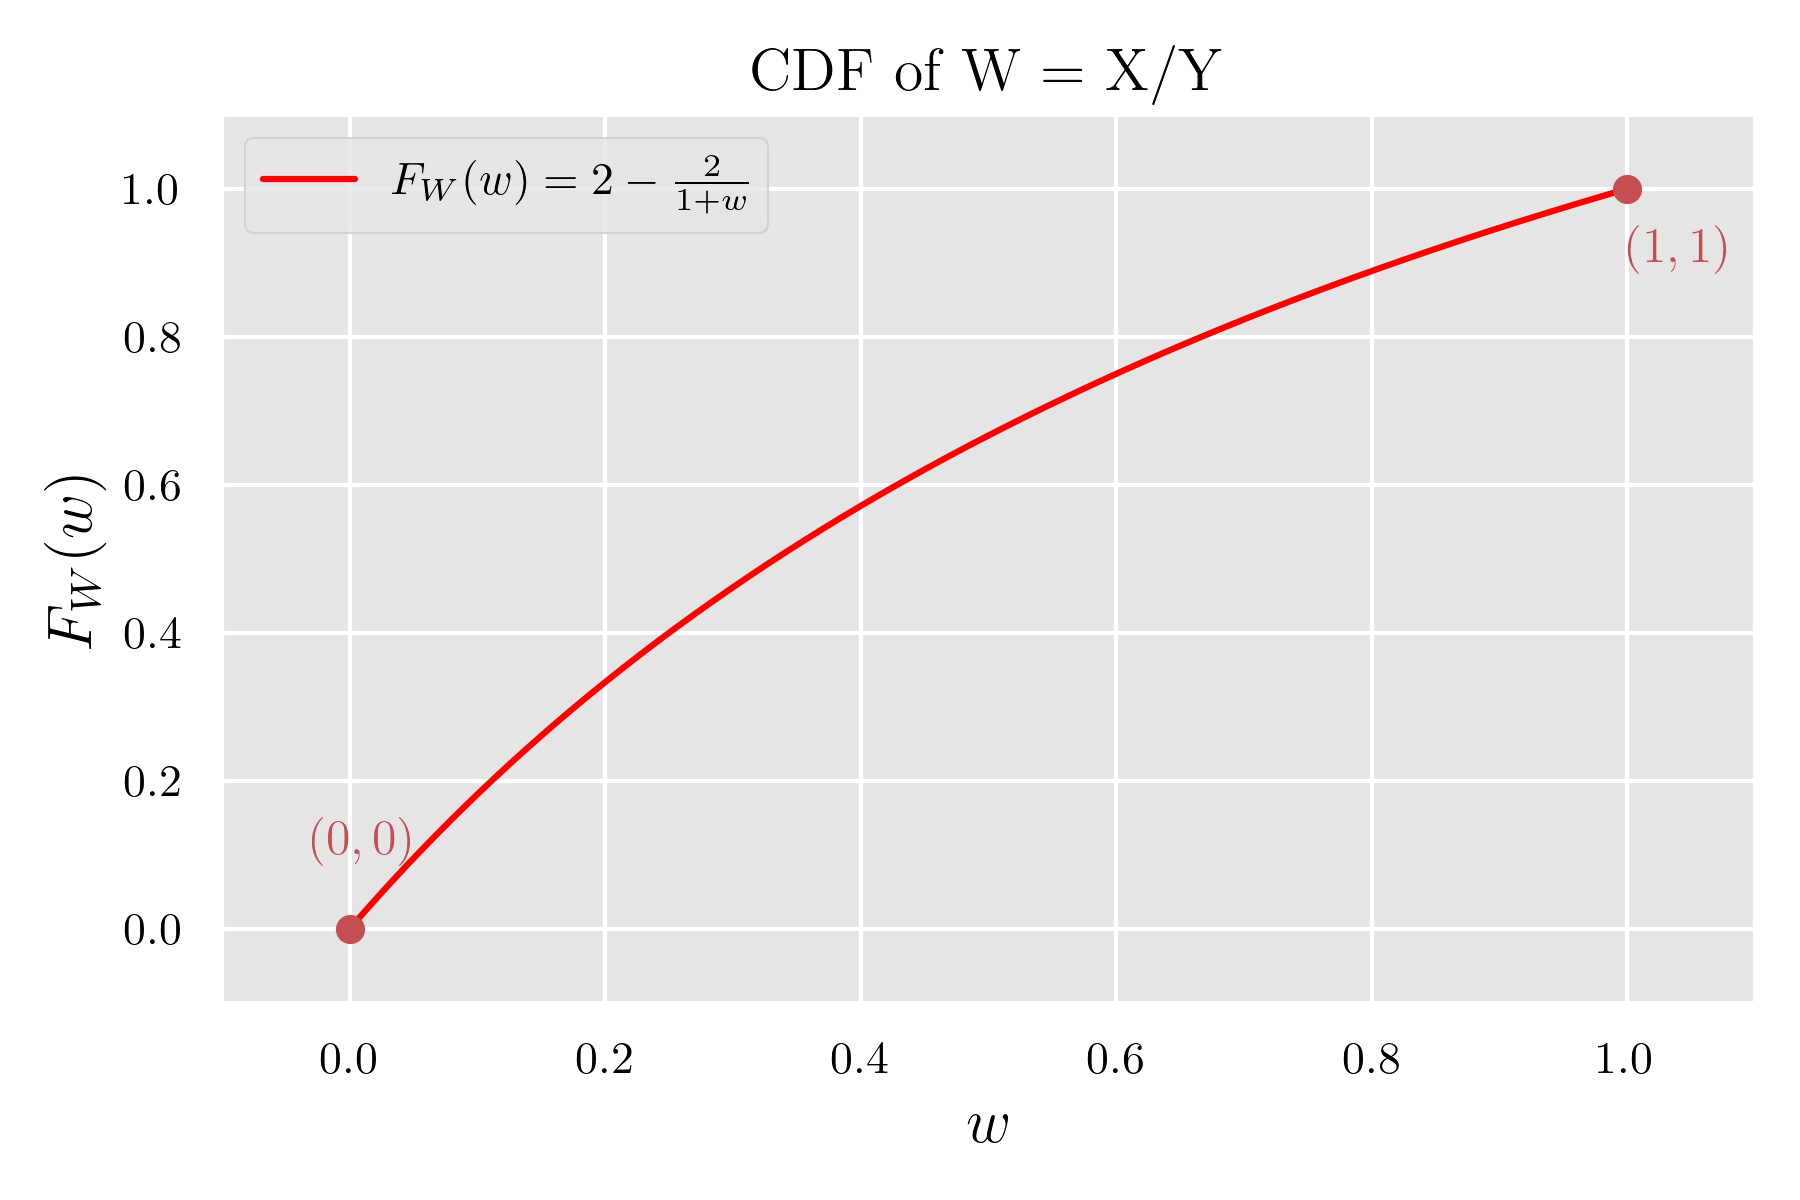 CDF of W = X/Y
F_W(w) = 2 − \frac{2}{1+w}
1.0
(1, 1)
0.8
0.6
F_W(w)
0.4
0.2
(0, 0)
0.0
0.0 0.2 0.4 0.6 0.8 1.0
w